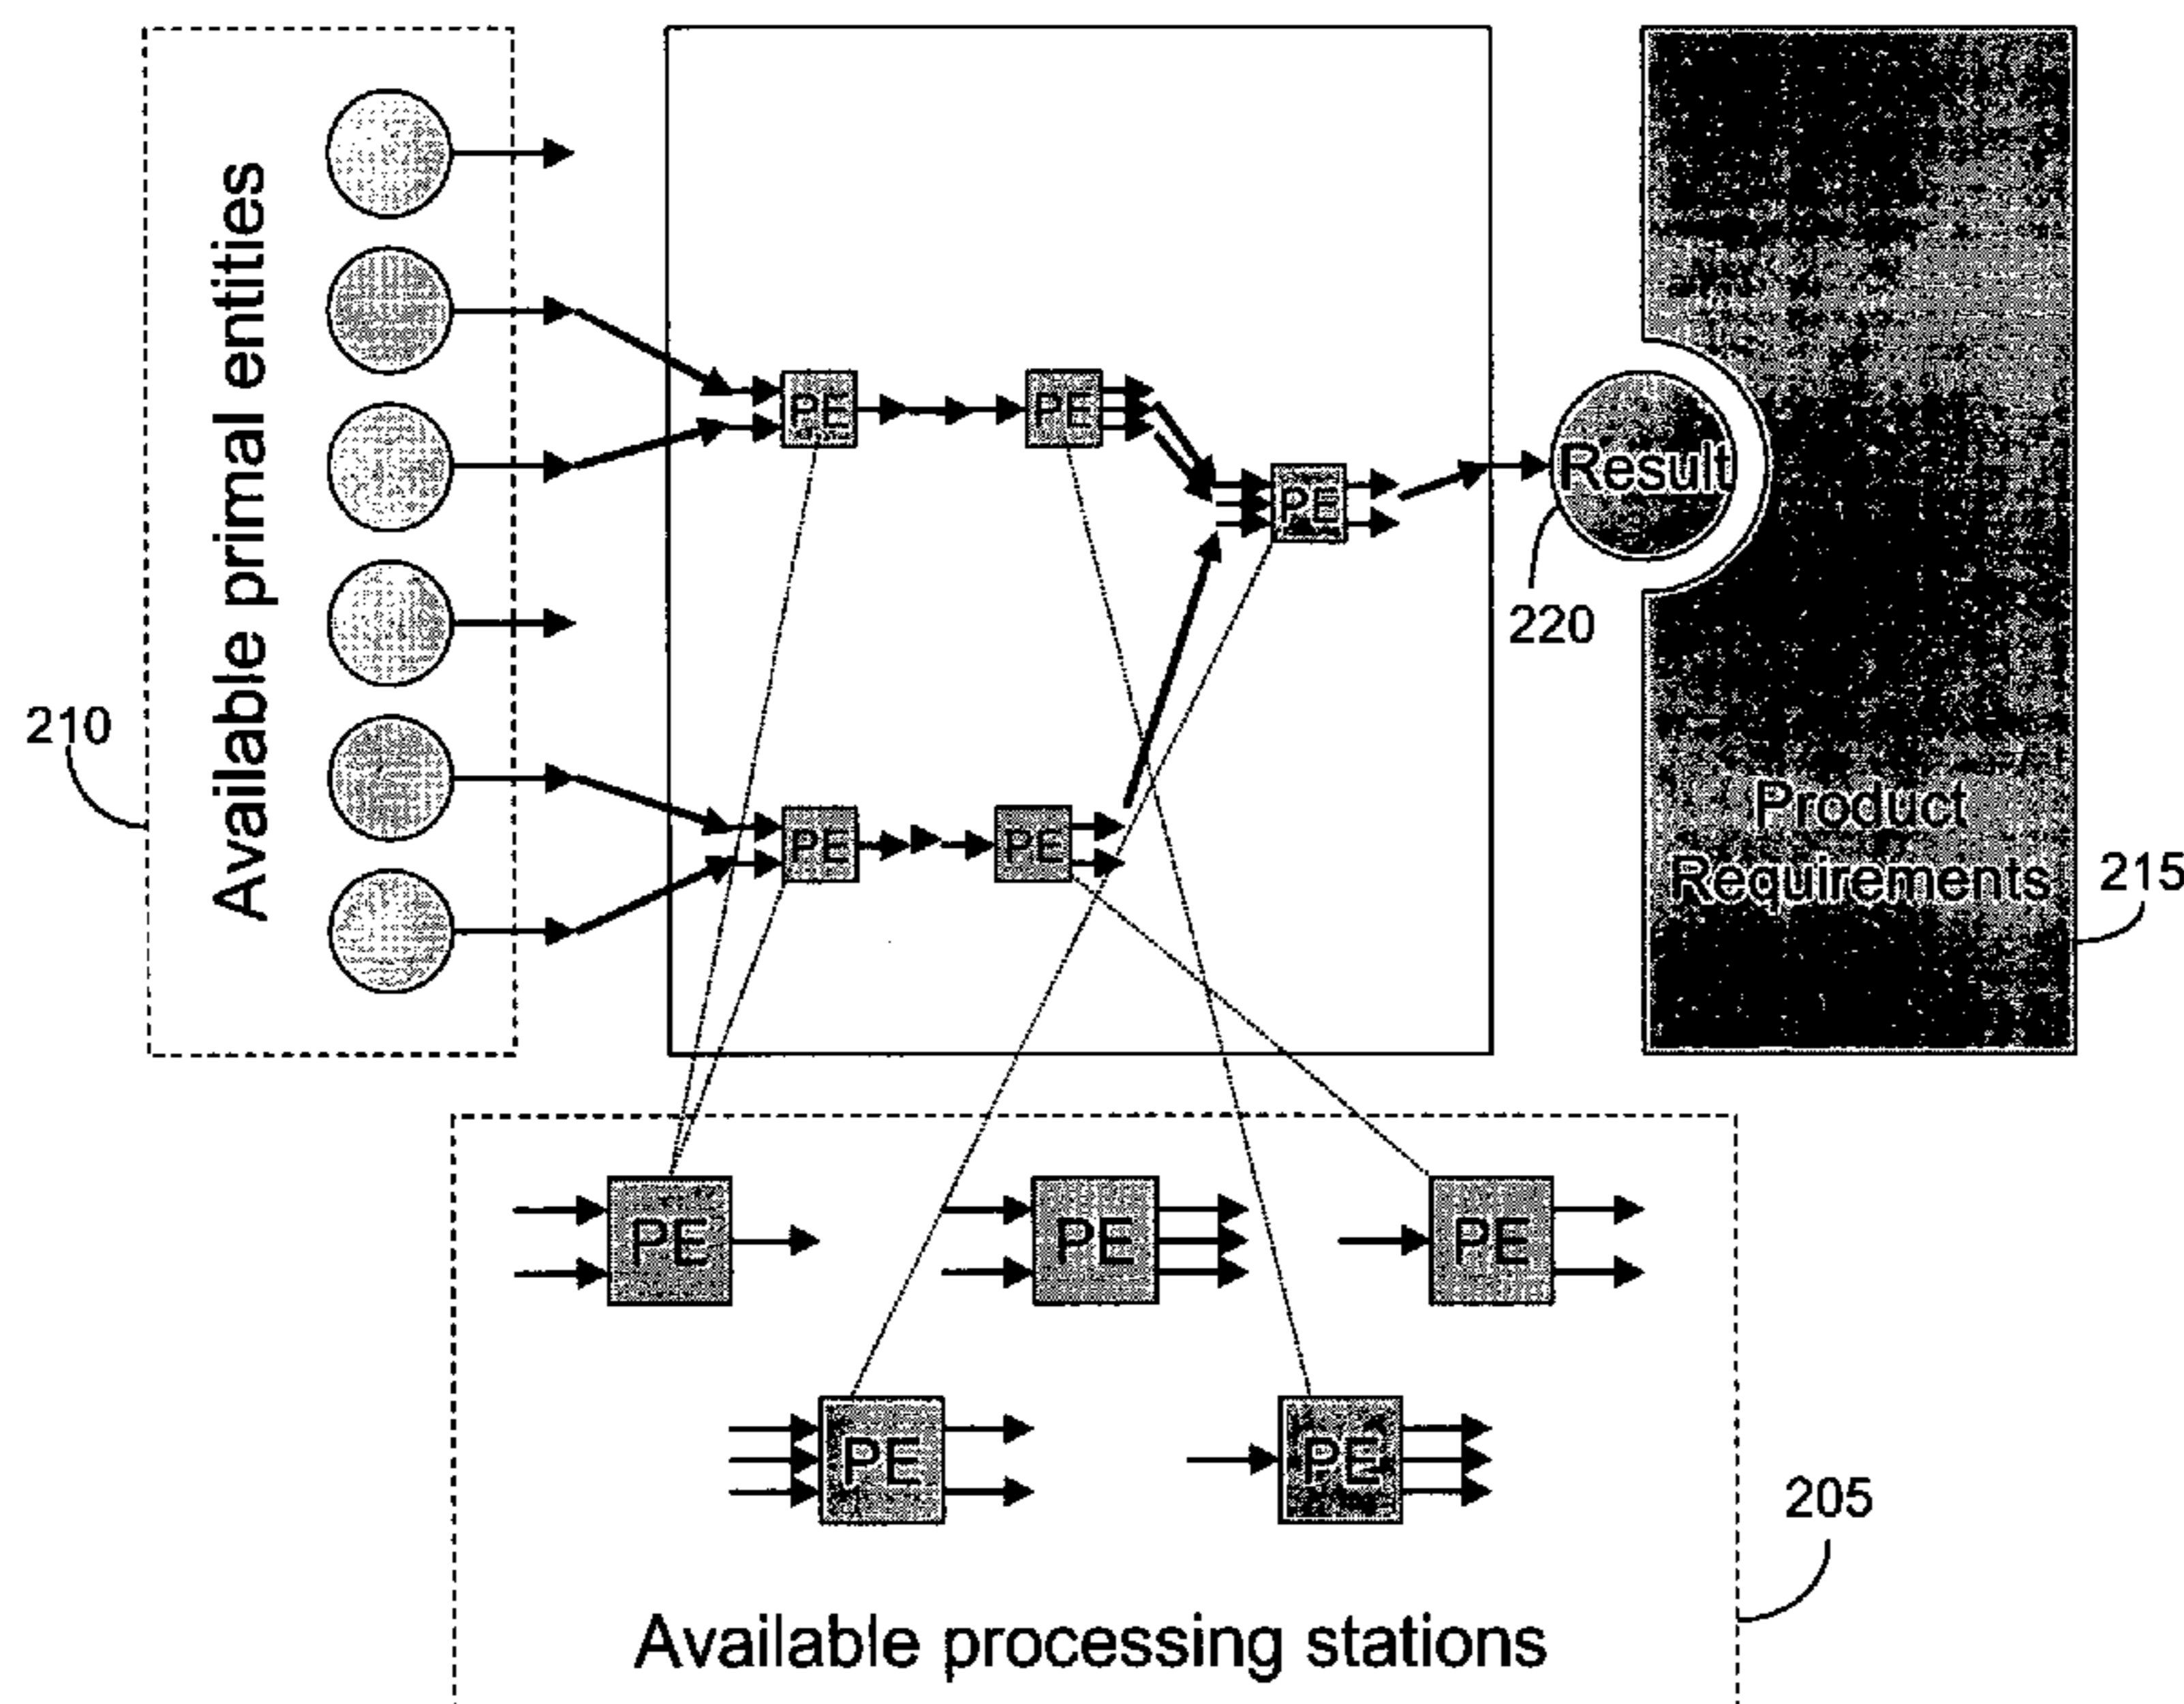 Available primal entities
210
PE
PE
PE
Result
220
PE
PE
Product
Requirements
215
PE
PE
PE
PE
PE
205
Available processing stations